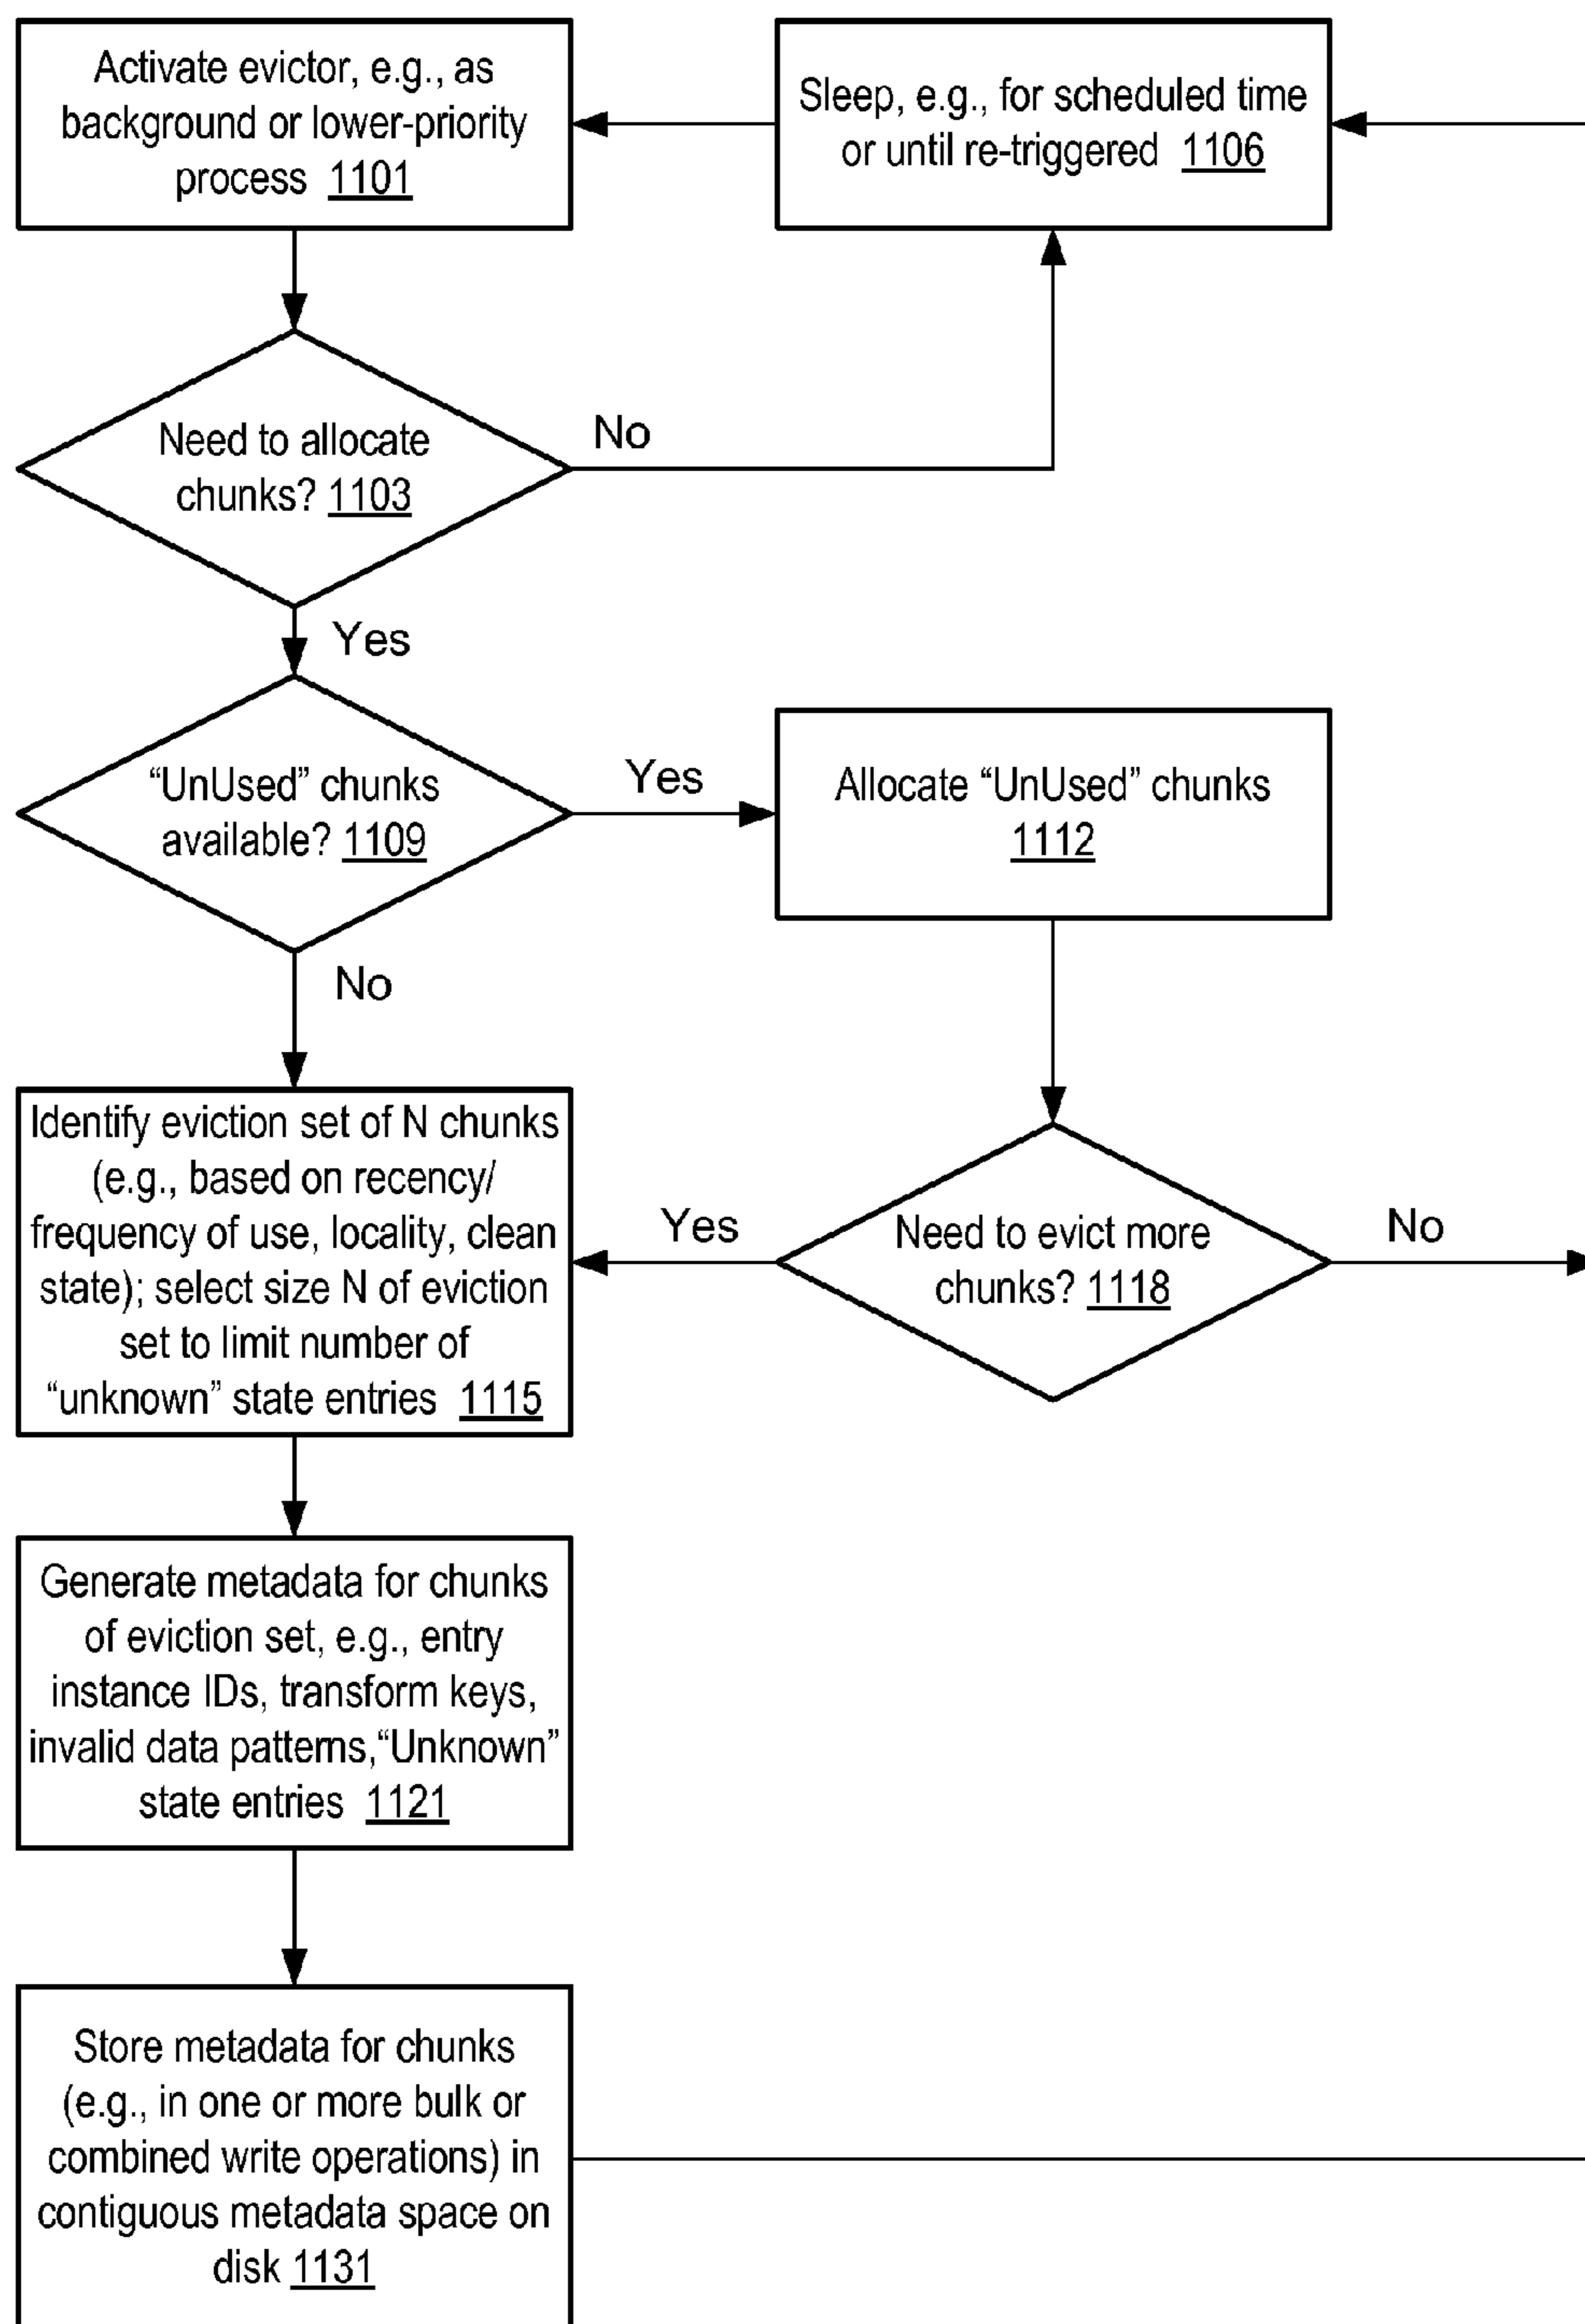 Activate evictor, e.g., as
background or lower-priority
process 1101
Sleep, e.g., for scheduled time
or until re-triggered 1106
Need to allocate
chunks? 1103
No
Yes
“UnUsed” chunks
available? 1109
Yes
Allocate “UnUsed” chunks
1112
No
Identify eviction set of N chunks
(e.g., based on recency/
frequency of use, locality, clean
state); select size N of eviction
set to limit number of
“unknown” state entries 1115
Yes
Need to evict more
chunks? 1118
No
Generate metadata for chunks
of eviction set, e.g., entry
instance IDs, transform keys,
invalid data patterns,“Unknown”
state entries 1121
Store metadata for chunks
(e.g., in one or more bulk or
combined write operations) in
contiguous metadata space on
disk 1131